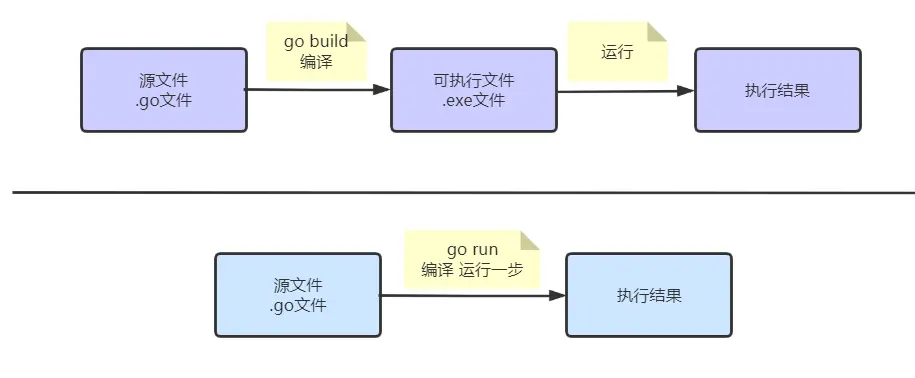 go build
编译
运行
源文件
.go文件
可执行文件
.exe文件
执行结果
go run
编译 运行一步
源文件
.go文件
执行结果